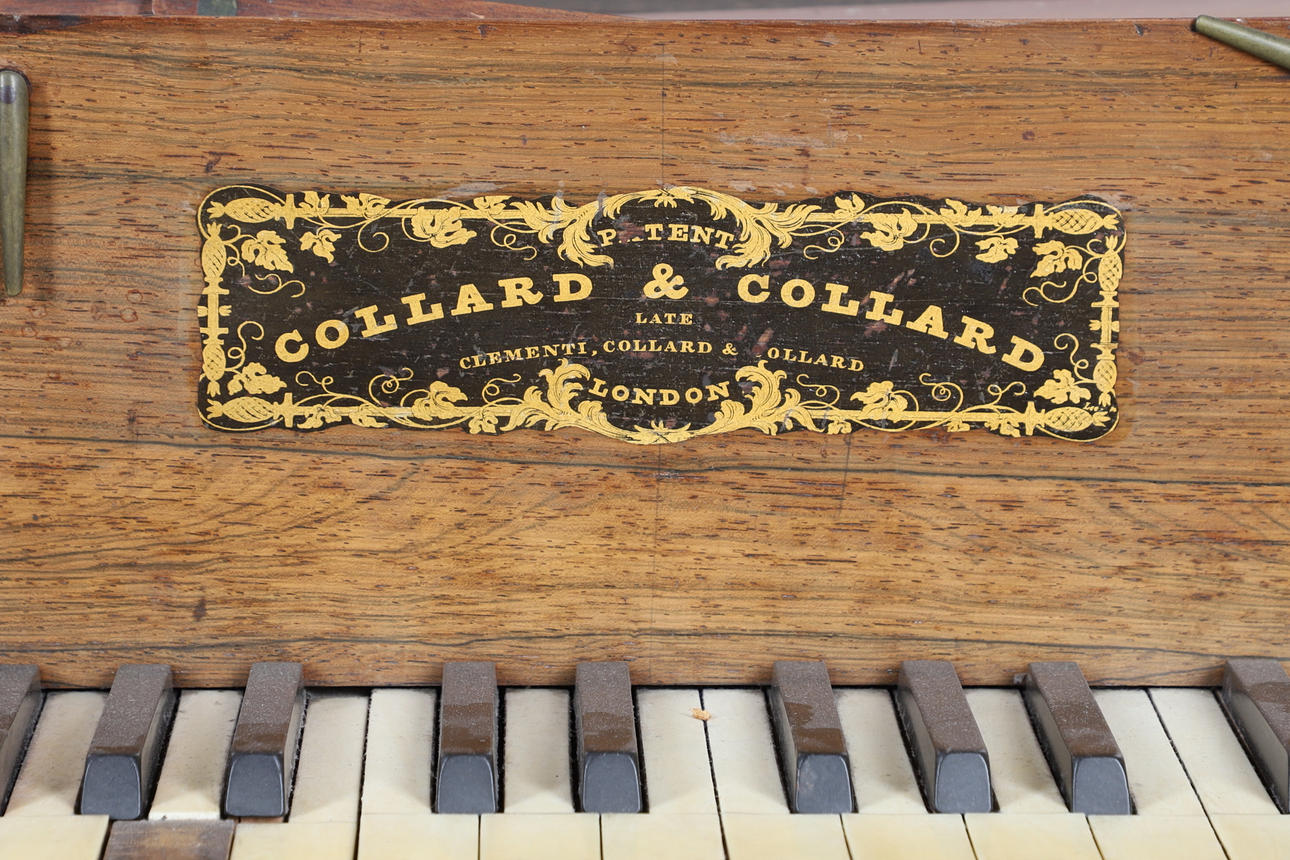 PATENT
COLLARD & COLLARD
LATE
CLEMENTI, COLLARD & COLLARD
LONDON